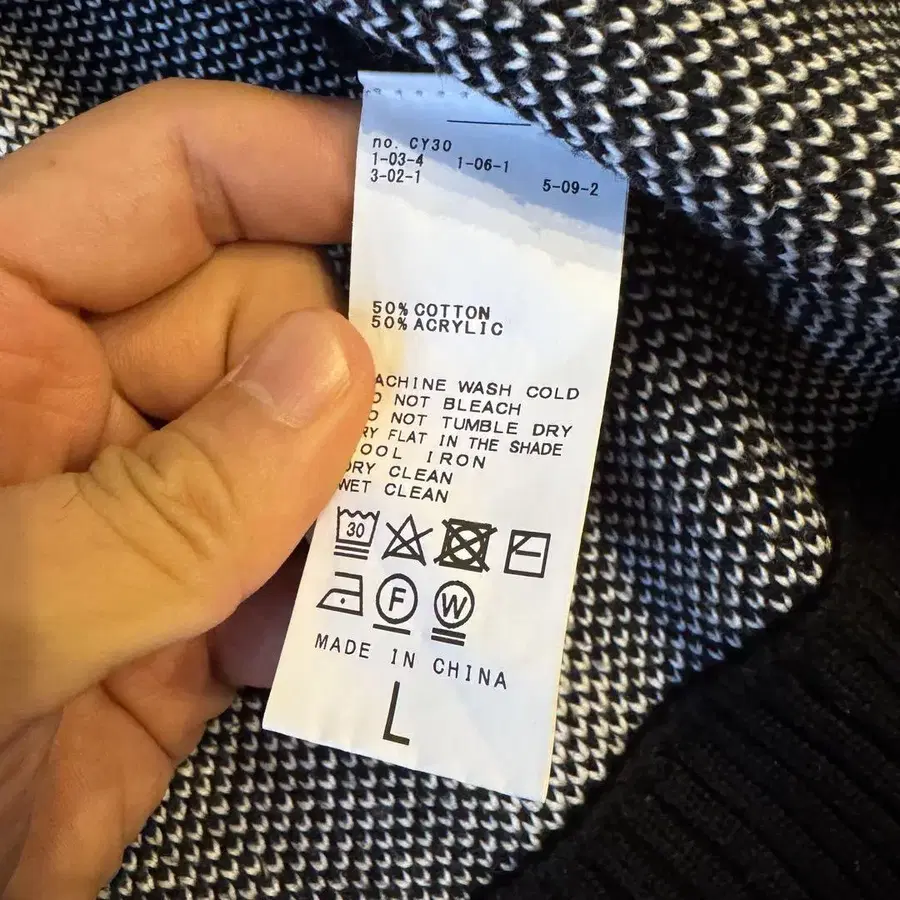 no. CY30
1-03-4 1-06-1
3-02-1 5-09-2
50% COTTON
50% ACRYLIC
ACHINE WASH COLD
O NOT BLEACH
O NOT TUMBLE DRY
RY FLAT IN THE SHADE
OOL IRON
DRY CLEAN
WET CLEAN
30
F W
MADE IN CHINA
L